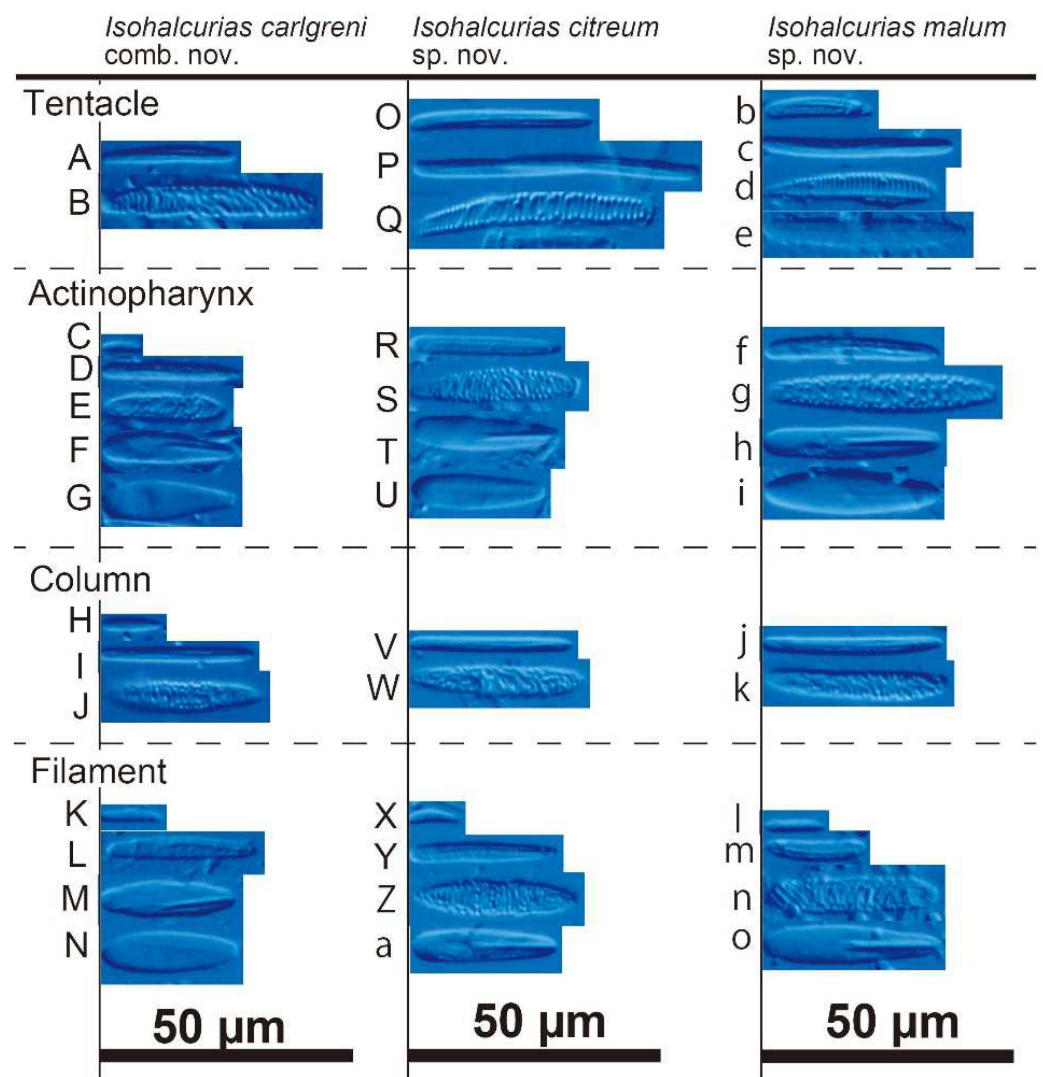 Isohalcurias carlgreni
comb. nov.
Isohalcurias citreum
sp. nov.
Isohalcurias malum
sp. nov.
Tentacle
A
B
O
P
Q
b
c
d
e
Actinopharynx
C
D
E
F
G
R
S
T
U
f
g
h
i
Column
H
I
J
V
W
j
k
Filament
K
L
M
N
X
Y
Z
a
l
m
n
o
50 µm
50 µm
50 µm